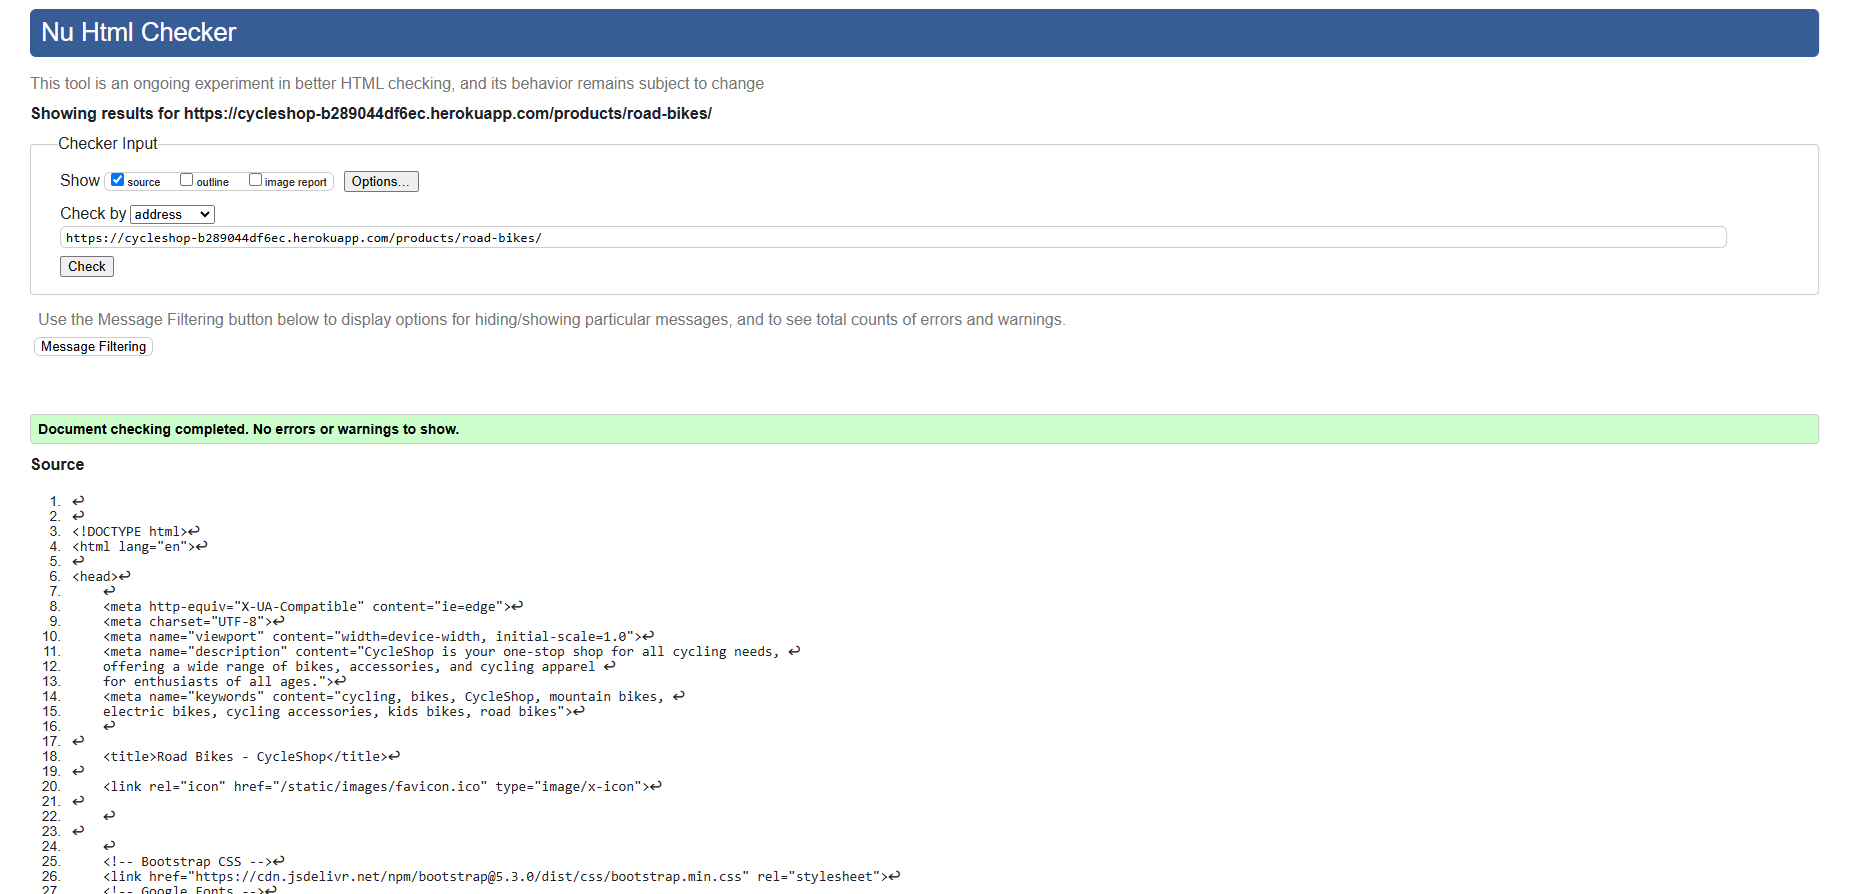 Nu Html Checker
This tool is an ongoing experiment in better HTML checking, and its behavior remains subject to change
Showing results for https://cycleshop-b289044df6ec.herokuapp.com/products/road-bikes/
Checker Input
Show source outline image report Options...
Check by address
https://cycleshop-b289044df6ec.herokuapp.com/products/road-bikes/
Check
Use the Message Filtering button below to display options for hiding/showing particular messages, and to see total counts of errors and warnings.
Message Filtering
Document checking completed. No errors or warnings to show.
Source
1. ↩
2. ↩
3. <!DOCTYPE html>↩
4. <html lang="en">↩
5. ↩
6. <head>↩
7.     ↩
8.     <meta http-equiv="X-UA-Compatible" content="ie=edge">↩
9.     <meta charset="UTF-8">↩
10.     <meta name="viewport" content="width=device-width, initial-scale=1.0">↩
11.     <meta name="description" content="CycleShop is your one-stop shop for all cycling needs, ↩
12.     offering a wide range of bikes, accessories, and cycling apparel ↩
13.     for enthusiasts of all ages.">↩
14.     <meta name="keywords" content="cycling, bikes, CycleShop, mountain bikes, ↩
15.     electric bikes, cycling accessories, kids bikes, road bikes">↩
16.     ↩
17. ↩
18.     <title>Road Bikes - CycleShop</title>↩
19. ↩
20.     <link rel="icon" href="/static/images/favicon.ico" type="image/x-icon">↩
21. ↩
22.     ↩
23. ↩
24.     ↩
25.     <!-- Bootstrap CSS -->↩
26.     <link href="https://cdn.jsdelivr.net/npm/bootstrap@5.3.0/dist/css/bootstrap.min.css" rel="stylesheet">↩
27.     <!-- Google Fonts -->↩